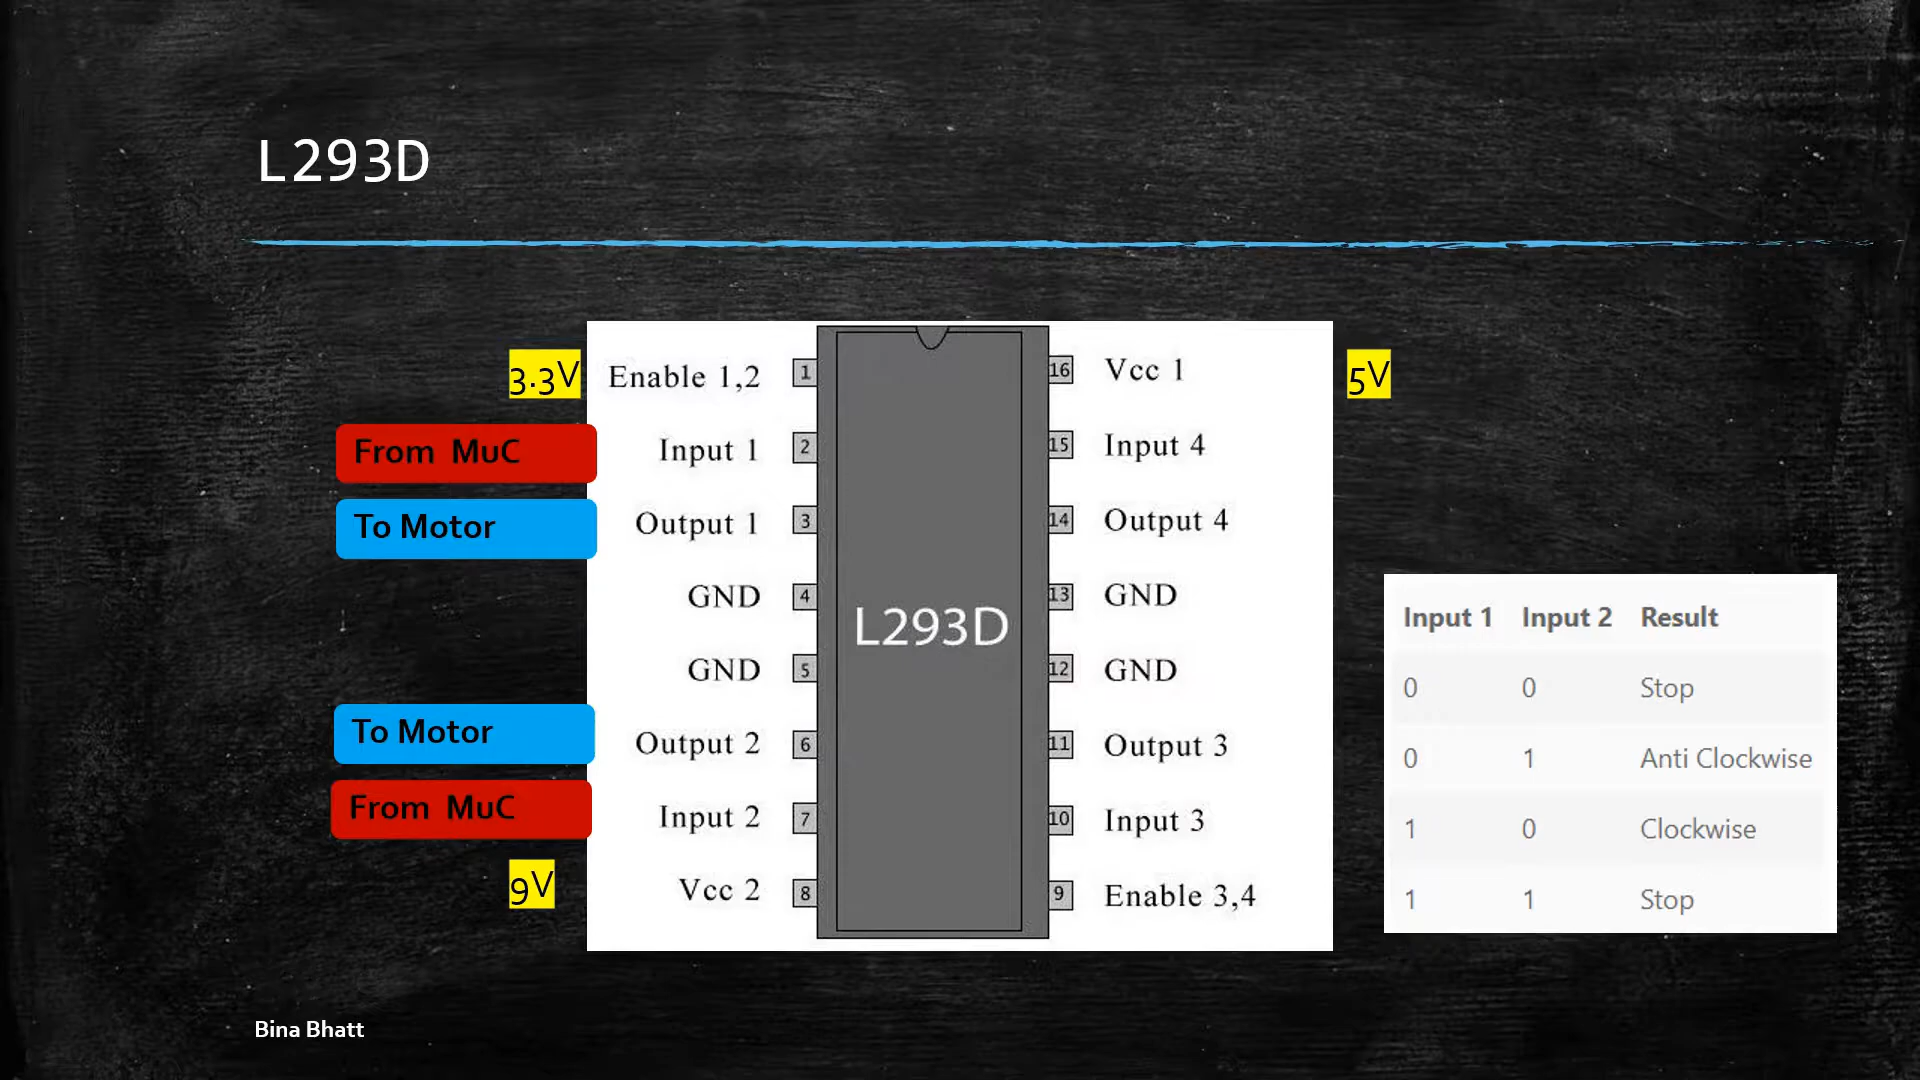 L293D
3.3V Enable 1,2 1 16 Vcc 1 5V
From MuC Input 1 2 15 Input 4
To Motor Output 1 3 14 Output 4
GND 4 13 GND
L293D
GND 5 12 GND
To Motor Output 2 6 11 Output 3
From MuC Input 2 7 10 Input 3
9V Vcc 2 8 9 Enable 3,4
Input 1 Input 2 Result
0 0 Stop
0 1 Anti Clockwise
1 0 Clockwise
1 1 Stop
Bina Bhatt